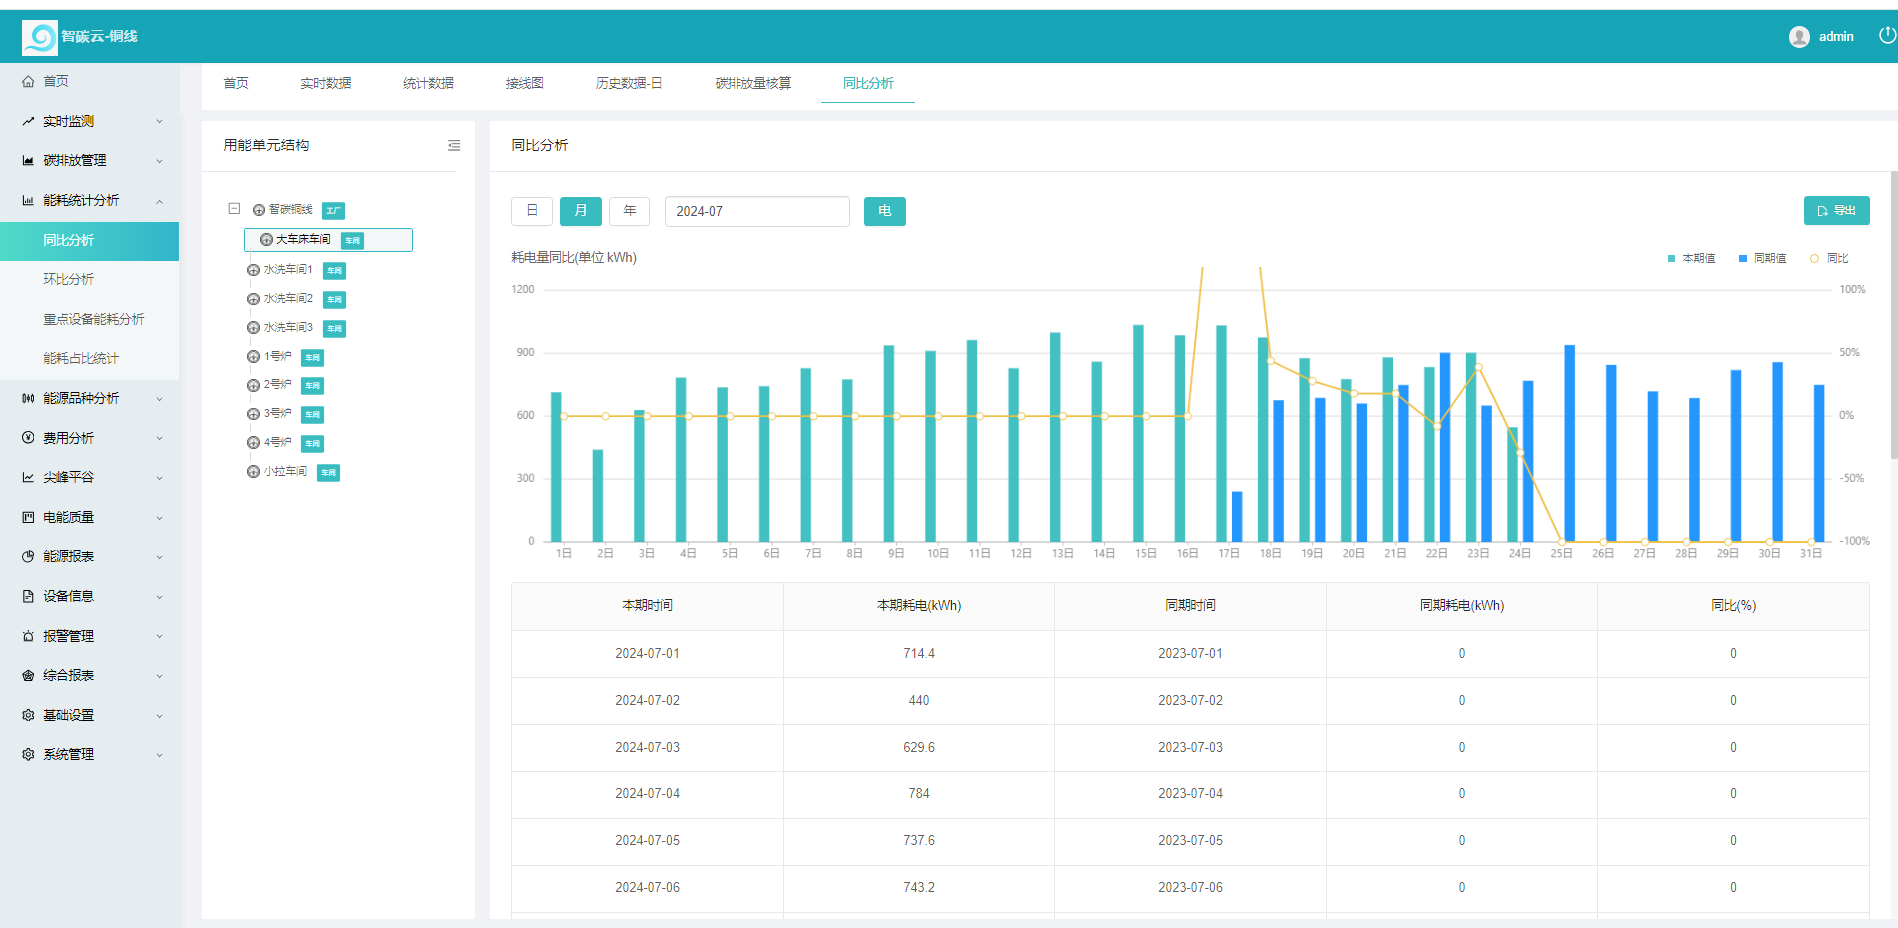 智碳云-铜线
admin
首页
实时监测
碳排放管理
能耗统计分析
同比分析
环比分析
重点设备能耗分析
能耗占比统计
能源品种分析
费用分析
尖峰平谷
电能质量
能源报表
设备信息
报警管理
综合报表
基础设置
系统管理
首页 实时数据 统计数据 接线图 历史数据-日 碳排放量核算 同比分析
用能单元结构
智碳铜线 工厂
大车床车间 车间
水洗车间1 车间
水洗车间2 车间
水洗车间3 车间
1号炉 车间
2号炉 车间
3号炉 车间
4号炉 车间
小拉车间 车间
同比分析
日 月 年 2024-07 电 导出
耗电量同比(单位 kWh)
本期值 同期值 同比
1200 100%
900 50%
600 0%
300 -50%
0 -100%
1日 2日 3日 4日 5日 6日 7日 8日 9日 10日 11日 12日 13日 14日 15日 16日 17日 18日 19日 20日 21日 22日 23日 24日 25日 26日 27日 28日 29日 30日 31日
本期时间 本期耗电(kWh) 同期时间 同期耗电(kWh) 同比(%)
2024-07-01 714.4 2023-07-01 0 0
2024-07-02 440 2023-07-02 0 0
2024-07-03 629.6 2023-07-03 0 0
2024-07-04 784 2023-07-04 0 0
2024-07-05 737.6 2023-07-05 0 0
2024-07-06 743.2 2023-07-06 0 0